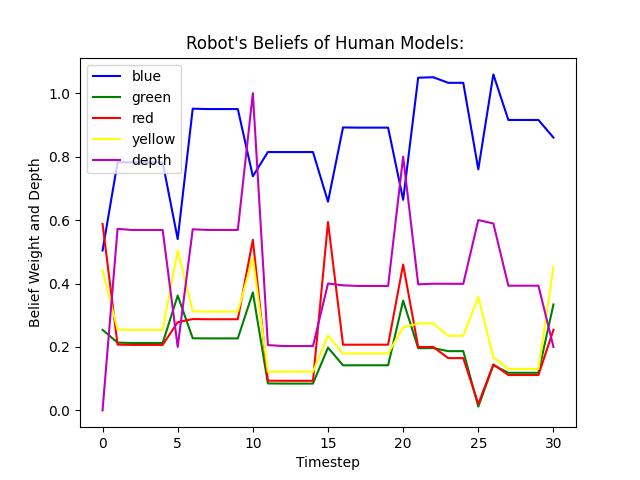 Robot's Beliefs of Human Models:
blue
green
red
yellow
depth
Belief Weight and Depth
1.0
0.8
0.6
0.4
0.2
0.0
0 5 10 15 20 25 30
Timestep